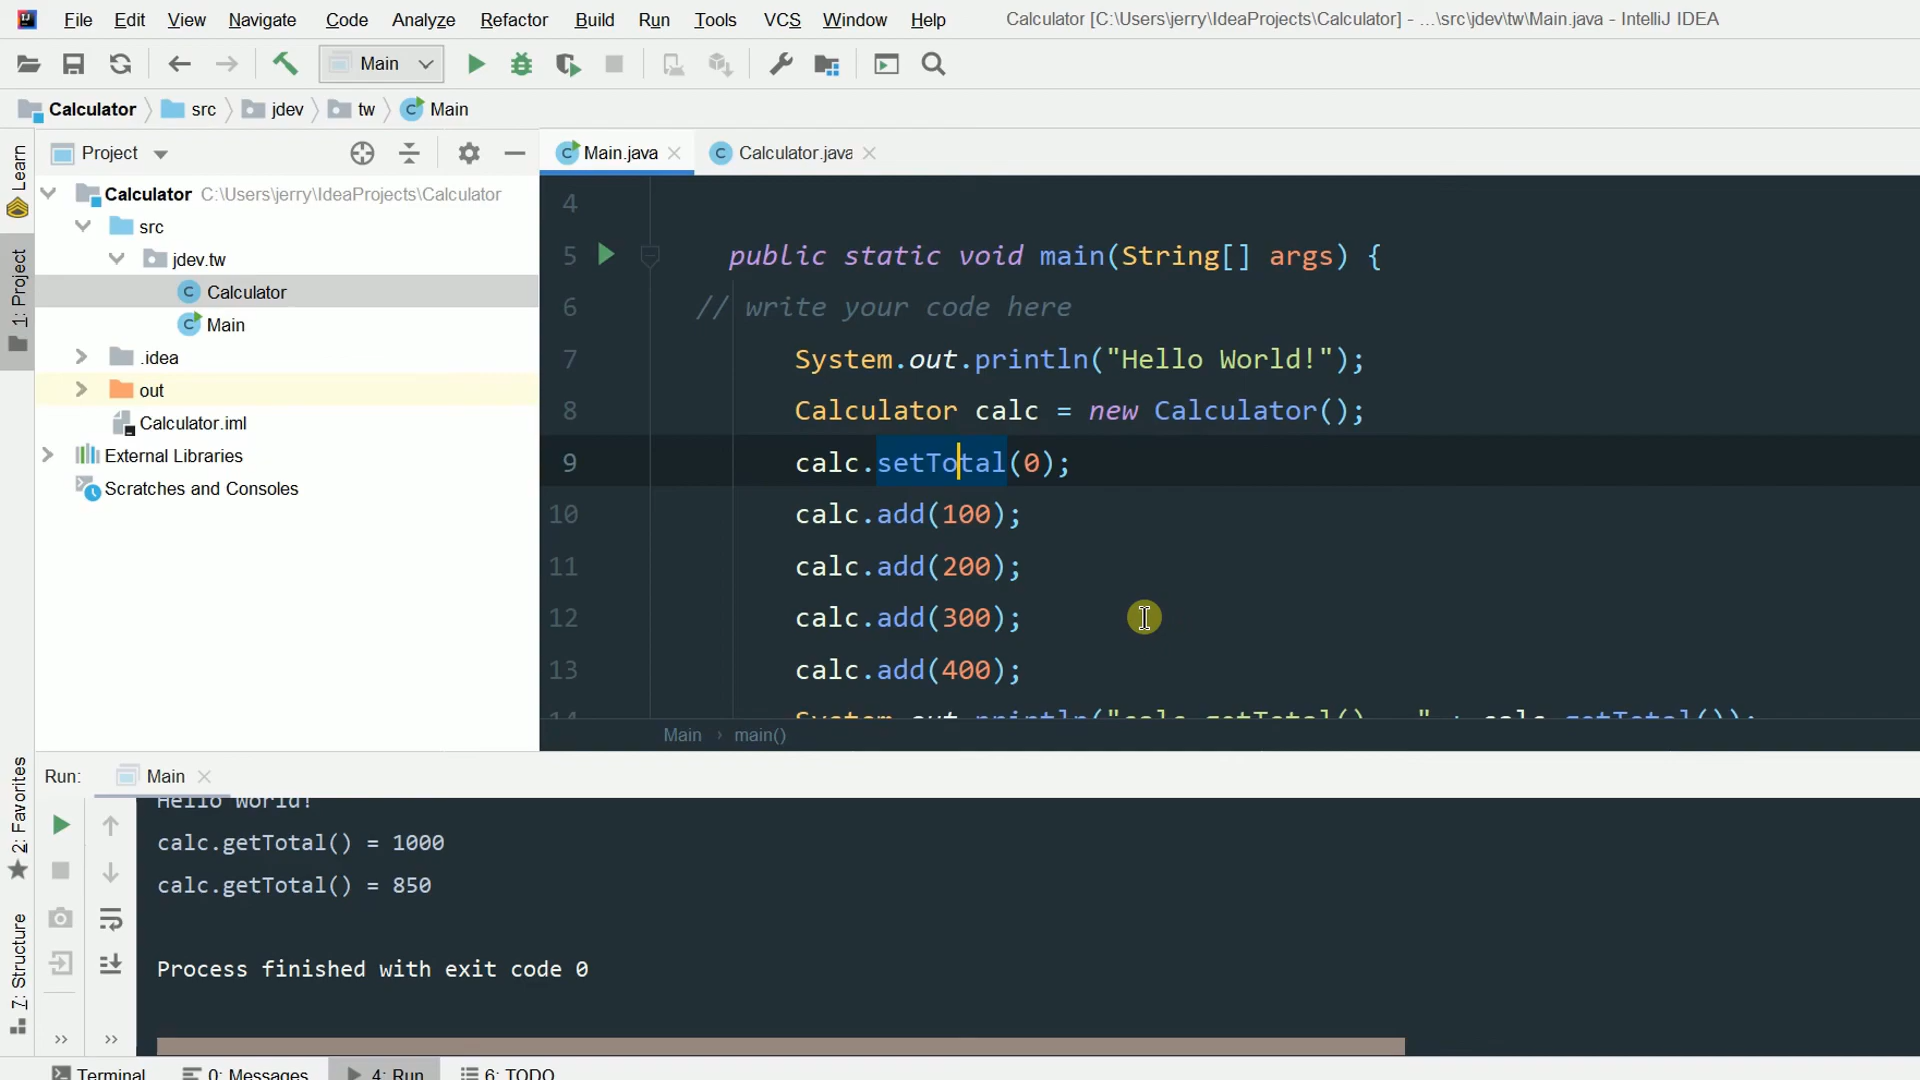 File Edit View Navigate Code Analyze Refactor Build Run Tools VCS Window Help Calculator [C:\Users\jerry\IdeaProjects\Calculator] - ...\src\jdev\tw\Main.java - IntelliJ IDEA
Main
Calculator src jdev tw Main
Project
Main.java Calculator.java
Learn
1: Project
2: Favorites
7: Structure
Calculator C:\Users\jerry\IdeaProjects\Calculator
src
jdev.tw
Calculator
Main
.idea
out
Calculator.iml
External Libraries
Scratches and Consoles
4
5 public static void main(String[] args) {
6 // write your code here
7 System.out.println("Hello World!");
8 Calculator calc = new Calculator();
9 calc.setTotal(0);
10 calc.add(100);
11 calc.add(200);
12 calc.add(300);
13 calc.add(400);
14 System.out.println("calc.getTotal() = " + calc.getTotal());
Main › main()
Run: Main
Hello World!
calc.getTotal() = 1000
calc.getTotal() = 850
Process finished with exit code 0
Terminal 0: Messages 4: Run 6: TODO